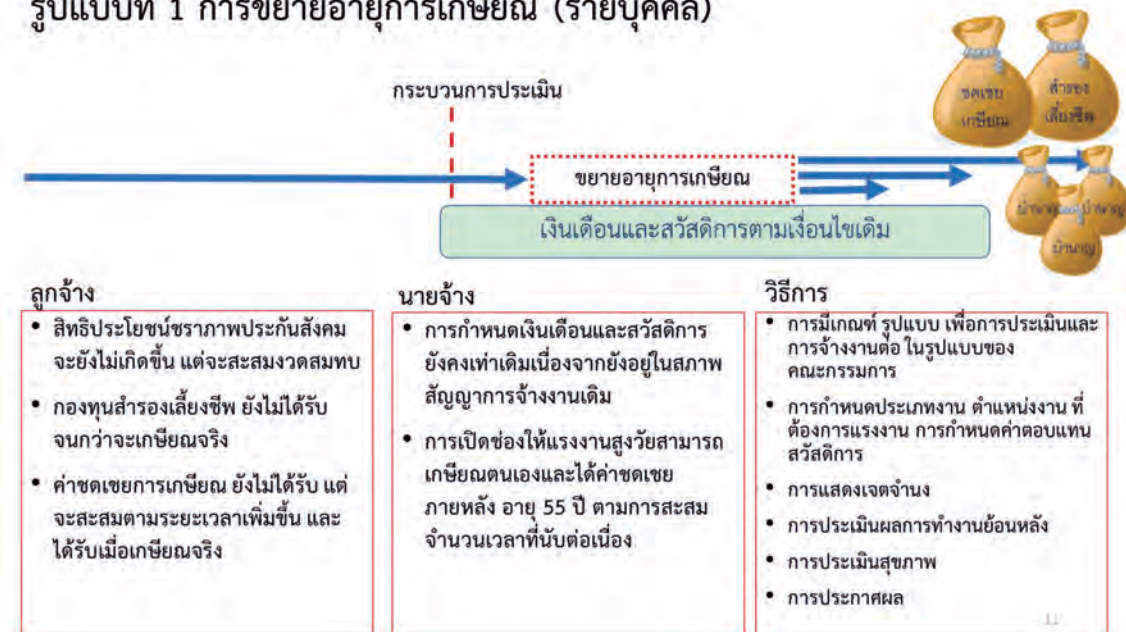 รูปแบบที่ 1 การขยายอายุการเกษียณ (รายบุคคล)
กระบวนการประเมิน
ชดเชย
เกษียณ
สำรอง
เลี้ยงชีพ
ขยายอายุการเกษียณ
บำนาญ
บำนาญ
บำนาญ
เงินเดือนและสวัสดิการตามเงื่อนไขเดิม
ลูกจ้าง
• สิทธิประโยชน์ชราภาพประกันสังคม
จะยังไม่เกิดขึ้น แต่จะสะสมงวดสมทบ
• กองทุนสำรองเลี้ยงชีพ ยังไม่ได้รับ
จนกว่าจะเกษียณจริง
• ค่าชดเชยการเกษียณ ยังไม่ได้รับ แต่
จะสะสมตามระยะเวลาเพิ่มขึ้น และ
ได้รับเมื่อเกษียณจริง
นายจ้าง
• การกำหนดเงินเดือนและสวัสดิการ
ยังคงเท่าเดิมเนื่องจากยังอยู่ในสภาพ
สัญญาการจ้างงานเดิม
• การเปิดช่องให้แรงงานสูงวัยสามารถ
เกษียณตนเองและได้ค่าชดเชย
ภายหลัง อายุ 55 ปี ตามการสะสม
จำนวนเวลาที่นับต่อเนื่อง
วิธีการ
• การมีเกณฑ์ รูปแบบ เพื่อการประเมินและ
การจ้างงานต่อ ในรูปแบบของ
คณะกรรมการ
• การกำหนดประเภทงาน ตำแหน่งงาน ที่
ต้องการแรงงาน การกำหนดค่าตอบแทน
สวัสดิการ
• การแสดงเจตจำนง
• การประเมินผลการทำงานย้อนหลัง
• การประเมินสุขภาพ
• การประกาศผล
11